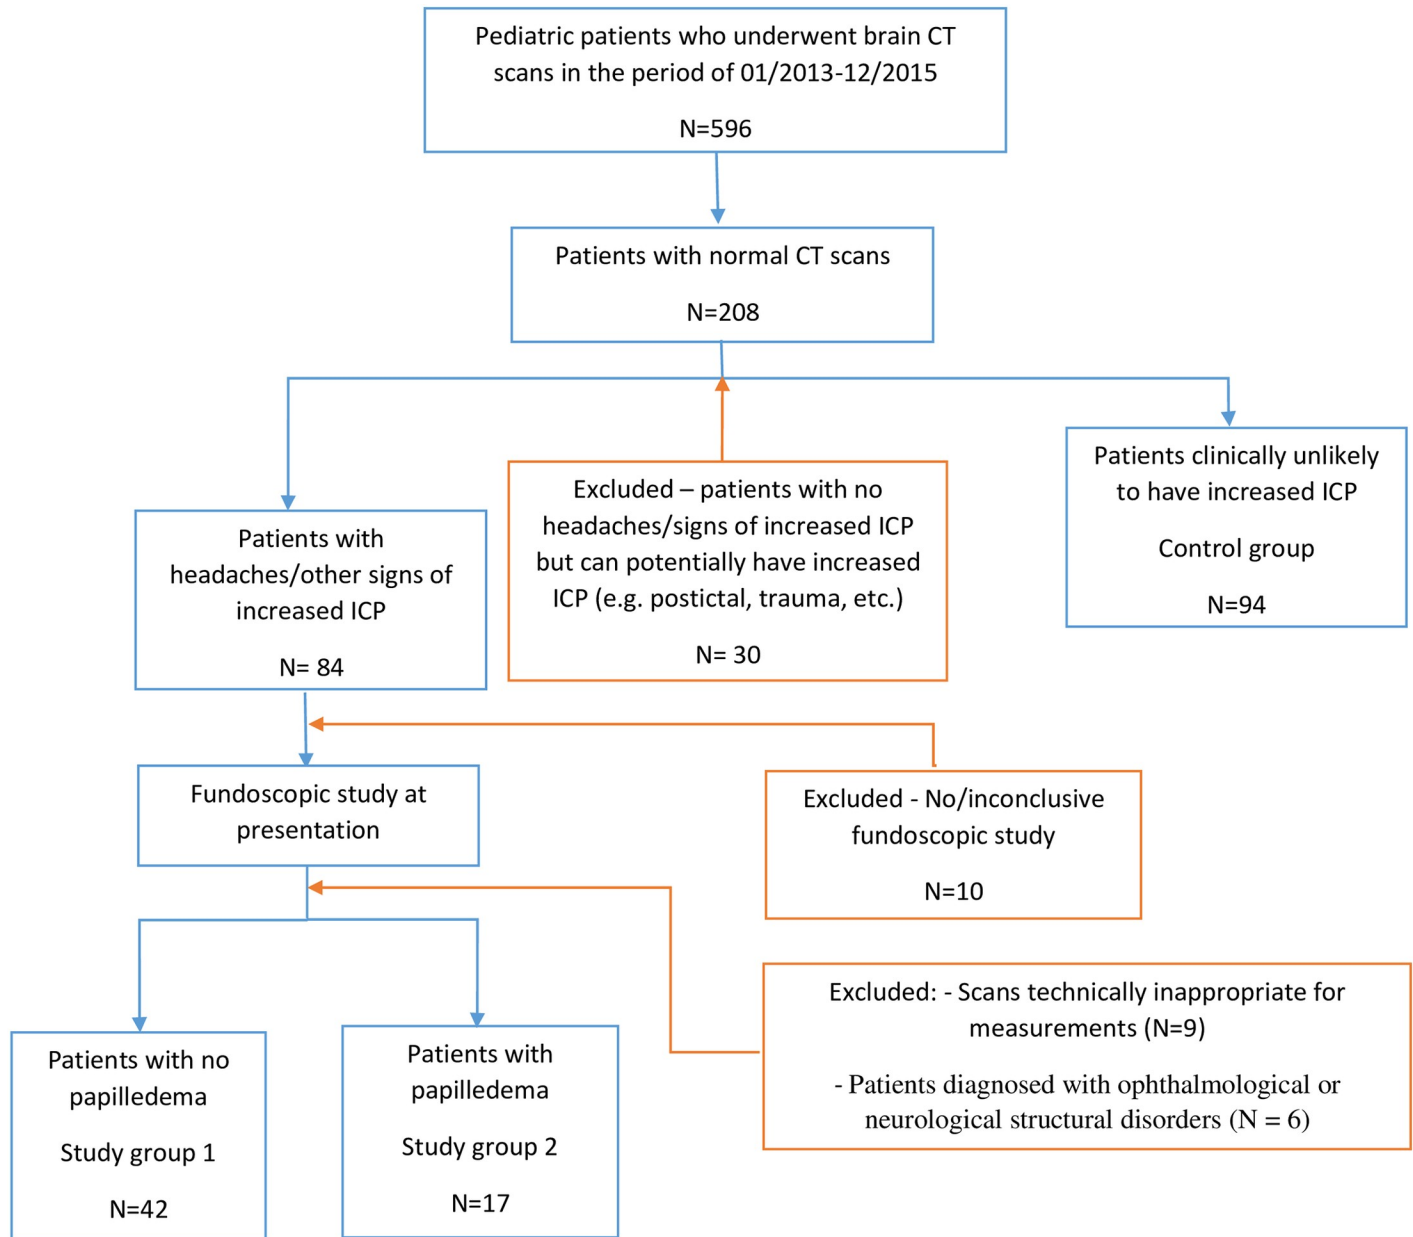 Pediatric patients who underwent brain CT
scans in the period of 01/2013-12/2015
N=596
Patients with normal CT scans
N=208
Patients with
headaches/other signs of
increased ICP
N= 84
Excluded – patients with no
headaches/signs of increased ICP
but can potentially have increased
ICP (e.g. postictal, trauma, etc.)
N= 30
Patients clinically unlikely
to have increased ICP
Control group
N=94
Fundoscopic study at
presentation
Excluded - No/inconclusive
fundoscopic study
N=10
Excluded: - Scans technically inappropriate for
measurements (N=9)
- Patients diagnosed with ophthalmological or
neurological structural disorders (N = 6)
Patients with no
papilledema
Study group 1
N=42
Patients with
papilledema
Study group 2
N=17